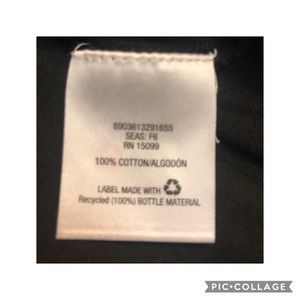 8903613291655
SEAS: F6
RN 15099
100% COTTON/ALGODÓN
LABEL MADE WITH
Recycled (100%) BOTTLE MATERIAL
PIC•COLLAGE